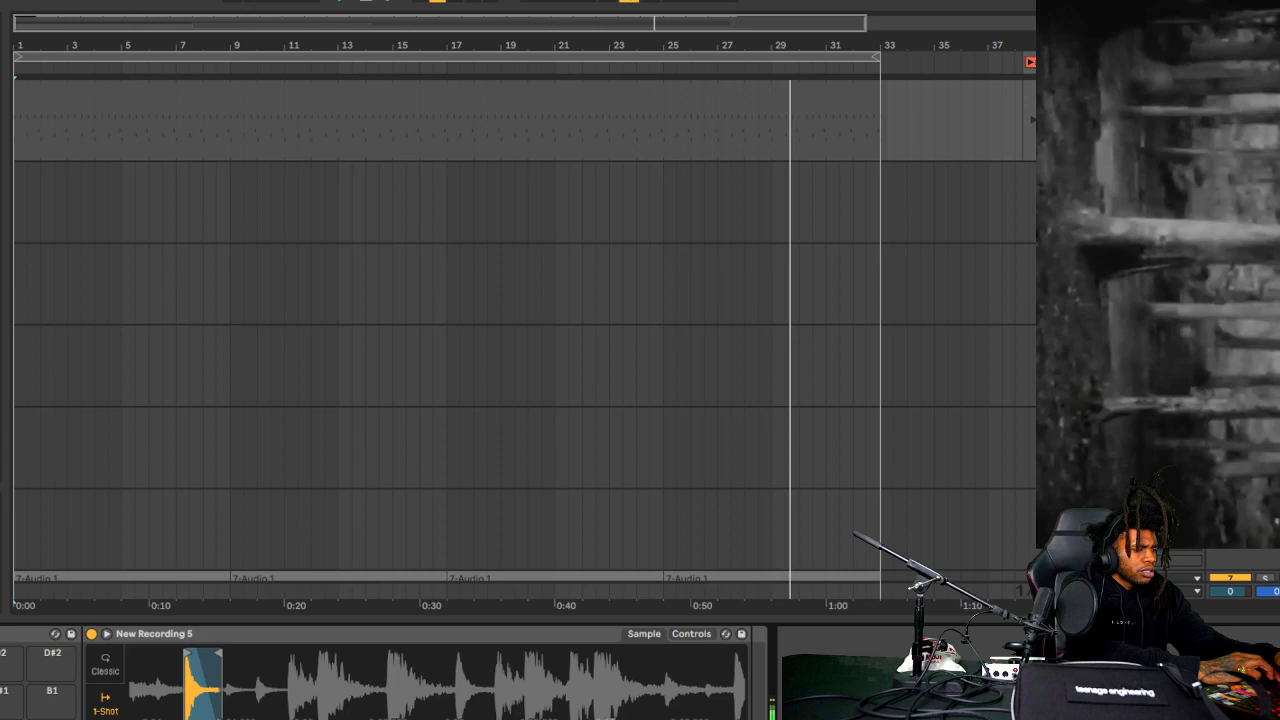 1 3 5 7 9 11 13 15 17 19 21 23 25 27 29 31 33 35 37
7-Audio 1 7-Audio 1 7-Audio 1 7-Audio 1
7 S
0
0:00 0:10 0:20 0:30 0:40 0:50 1:00 1:10
New Recording 5 Sample Controls
D#2
Classic
B1
1-Shot
teenage engineering